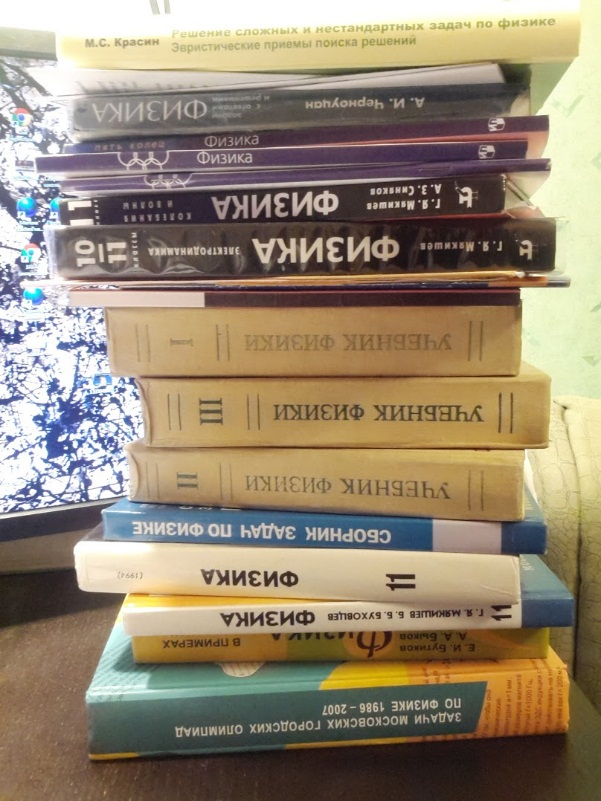 М.С. Красин
Решение сложных и нестандартных задач по физике
Эвристические приемы поиска решений
А. И. Черноуцан
ФИЗИКА
пять колец
Физика
Физика
Г. Я. Мякишев
А. З. Синяков
ФИЗИКА
КОЛЕБАНИЯ
И ВОЛНЫ
11
Г. Я. Мякишев
ФИЗИКА
ЭЛЕКТРОДИНАМИКА
10
11
классы
УЧЕБНИК ФИЗИКИ
I
УЧЕБНИК ФИЗИКИ
III
УЧЕБНИК ФИЗИКИ
II
СБОРНИК ЗАДАЧ ПО ФИЗИКЕ
11
ФИЗИКА
(1994)
11
Г. Я. МЯКИШЕВ Б. Б. БУХОВЦЕВ
ФИЗИКА
Е. И. Бутиков
А. А. Быков
ФИЗИКА
В ПРИМЕРАХ
ЗАДАЧИ МОСКОВСКИХ ГОРОДСКИХ ОЛИМПИАД
ПО ФИЗИКЕ 1986 - 2007